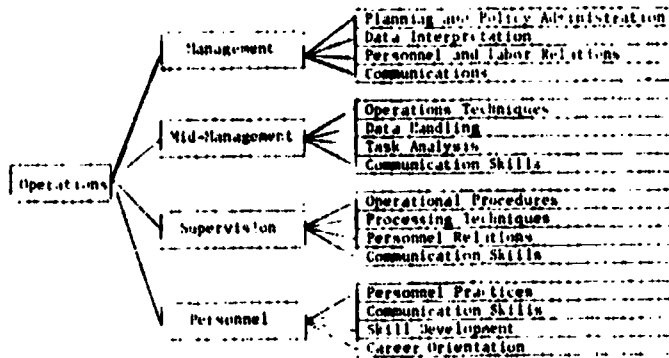 Planning and Policy Administration
Data Interpretation
Management
Personnel and Labor Relations
Communications
Operations Techniques
Data Handling
Mid-Management
Task Analysis
Communication Skills
Operations
Operational Procedures
Processing Techniques
Supervision
Personnel Relations
Communication Skills
Personnel Practices
Communication Skills
Personnel
Skill Development
Career Orientation